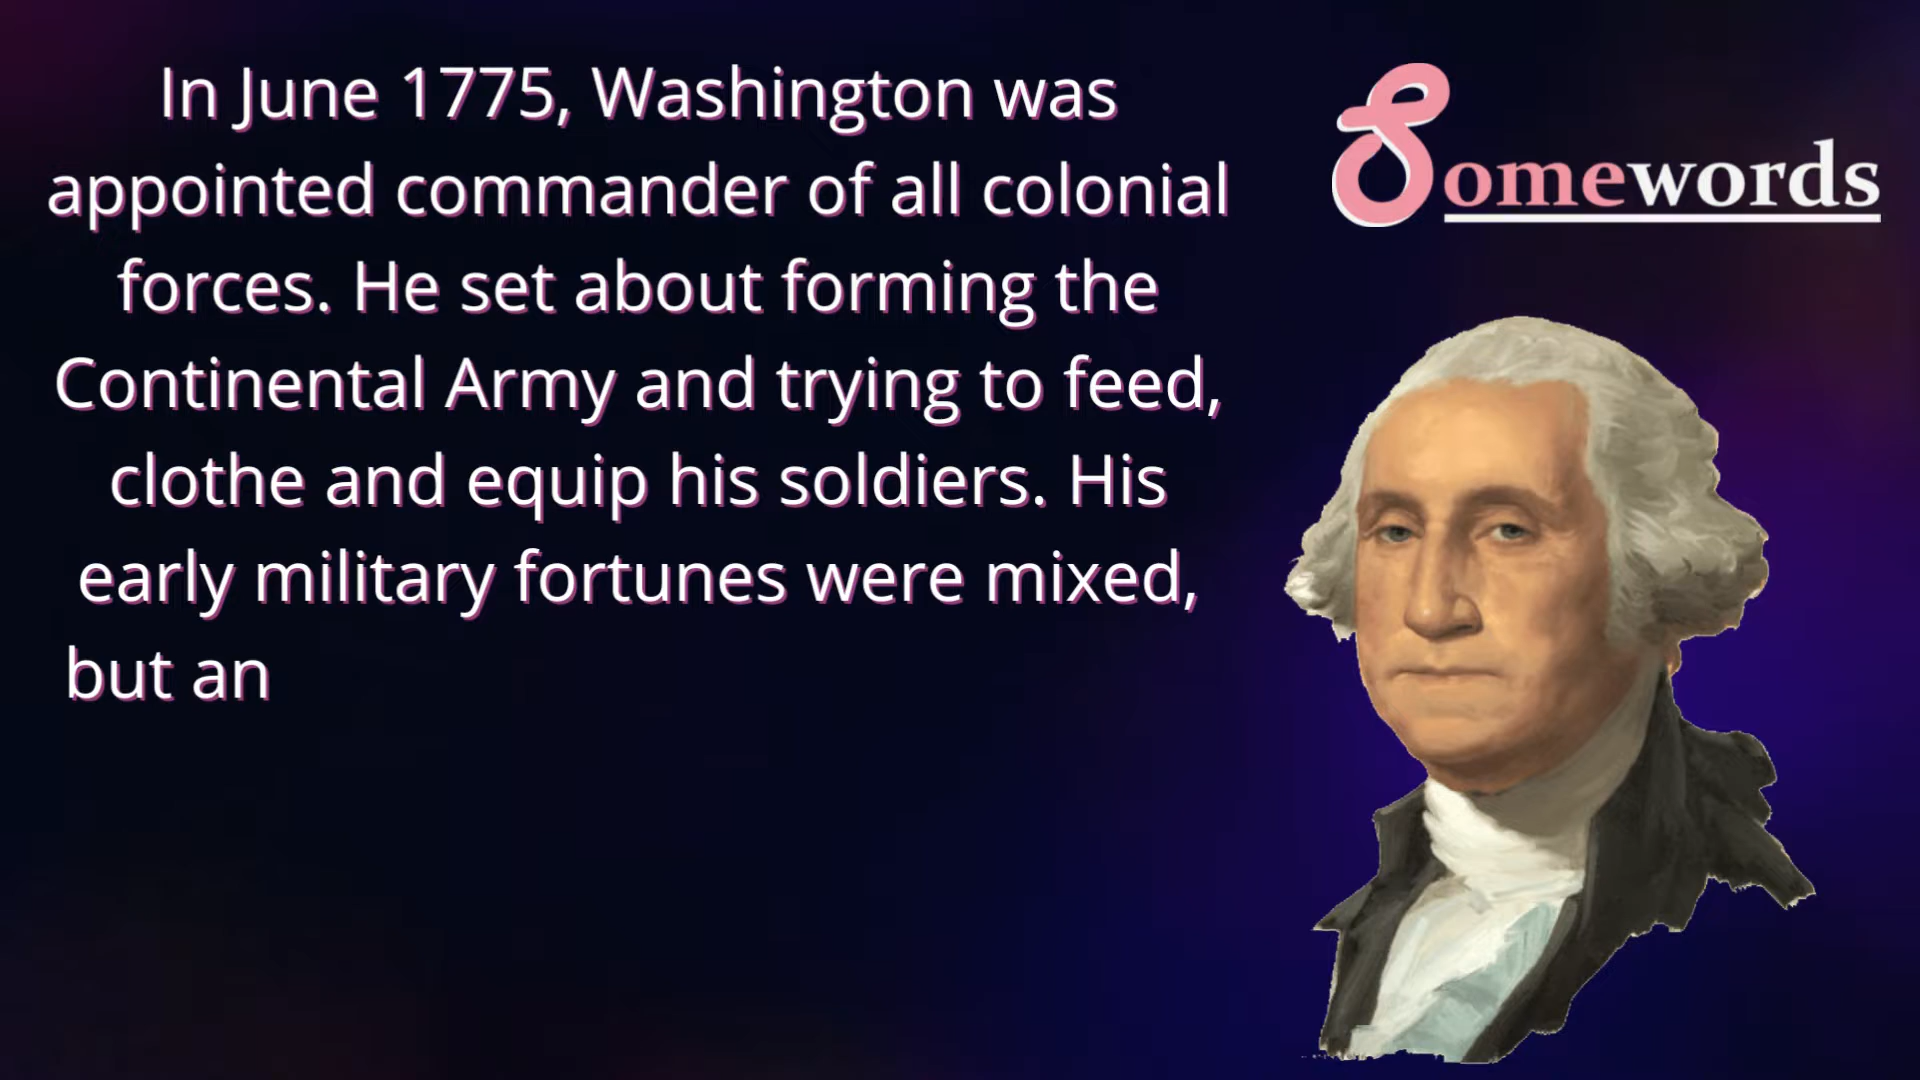 In June 1775, Washington was
appointed commander of all colonial
forces. He set about forming the
Continental Army and trying to feed,
clothe and equip his soldiers. His
early military fortunes were mixed,
but an
Somewords